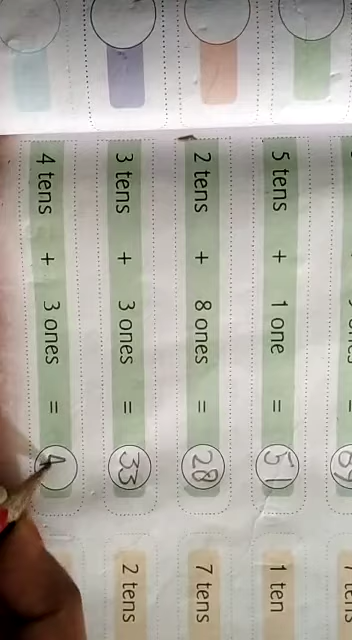 5 tens + 1 one = 51
2 tens + 8 ones = 28
3 tens + 3 ones = 33
4 tens + 3 ones = 4
1 ten
7 tens
2 tens